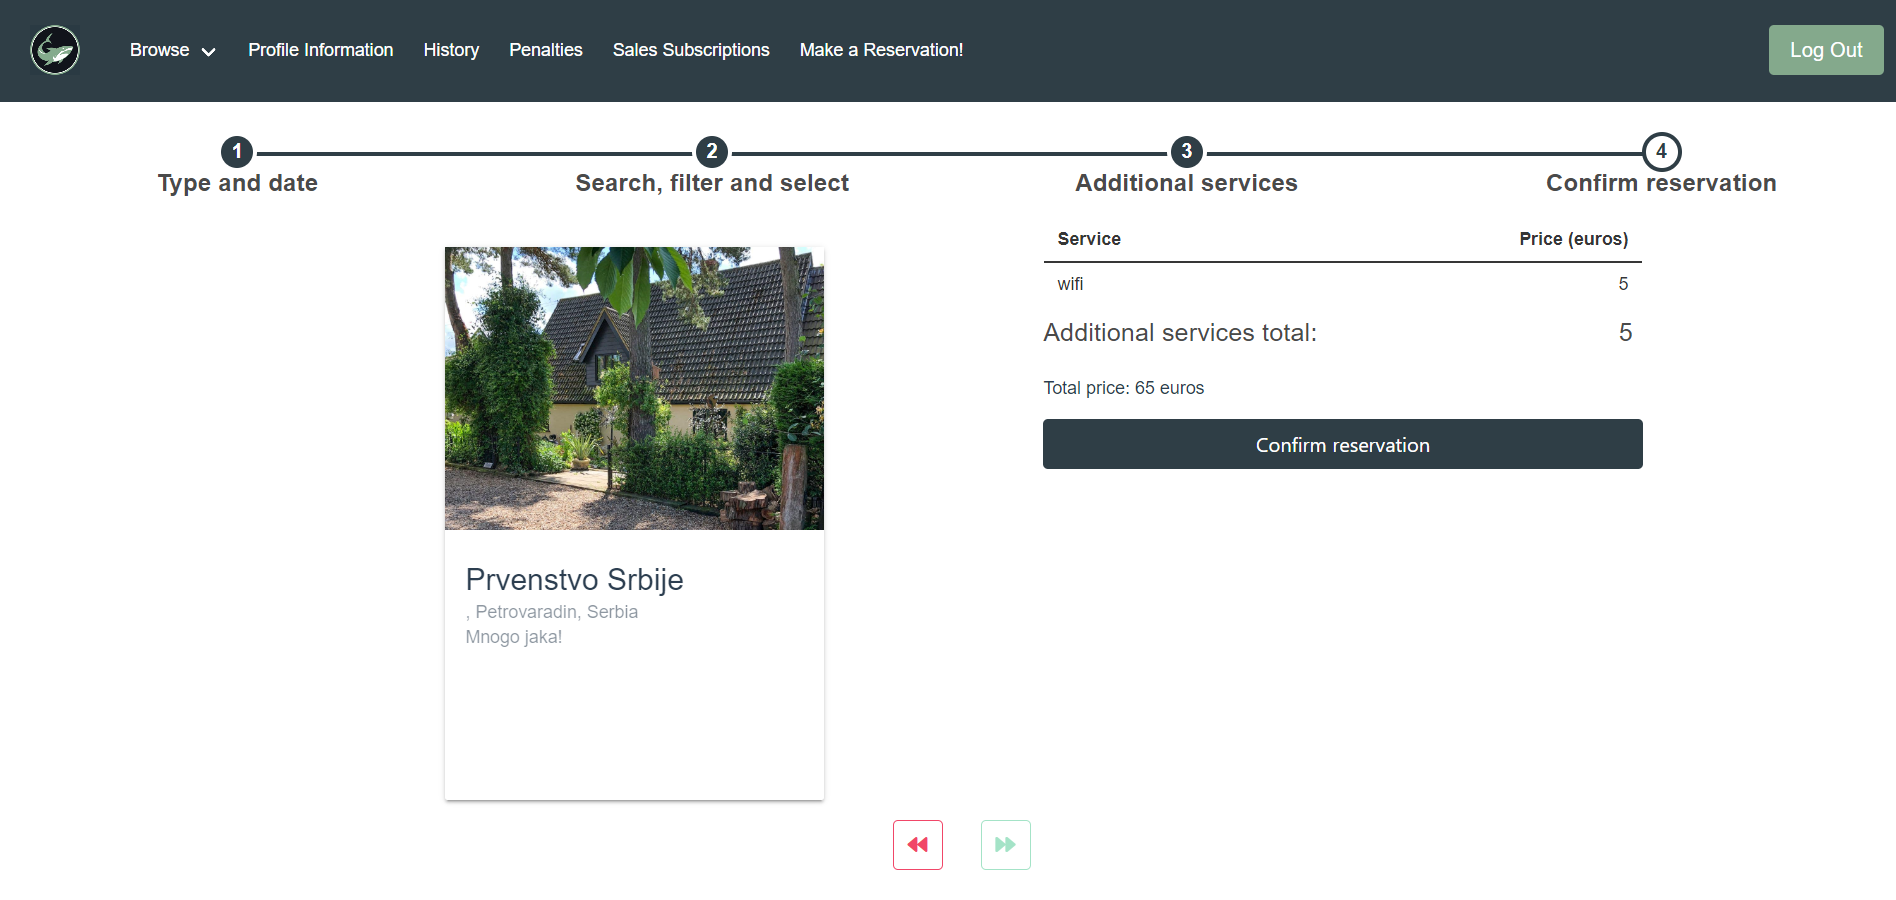 Browse Profile Information History Penalties Sales Subscriptions Make a Reservation! Log Out
1 2 3 4
Type and date Search, filter and select Additional services Confirm reservation
Service Price (euros)
wifi 5
Additional services total: 5
Total price: 65 euros
Confirm reservation
Prvenstvo Srbije
, Petrovaradin, Serbia
Mnogo jaka!